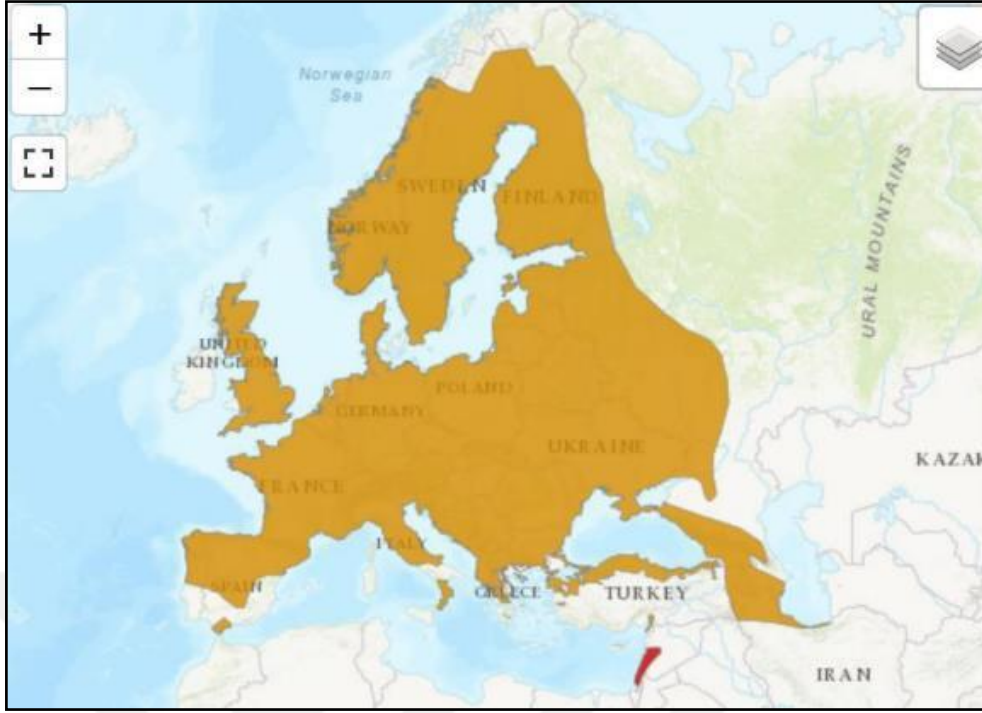 +
−
Norwegian
Sea
SWEDEN
FINLAND
NORWAY
URAL MOUNTAINS
UNITED
KINGDOM
POLAND
GERMANY
UKRAINE
KAZAK
FRANCE
ITALY
SPAIN
GREECE
TURKEY
IRAN